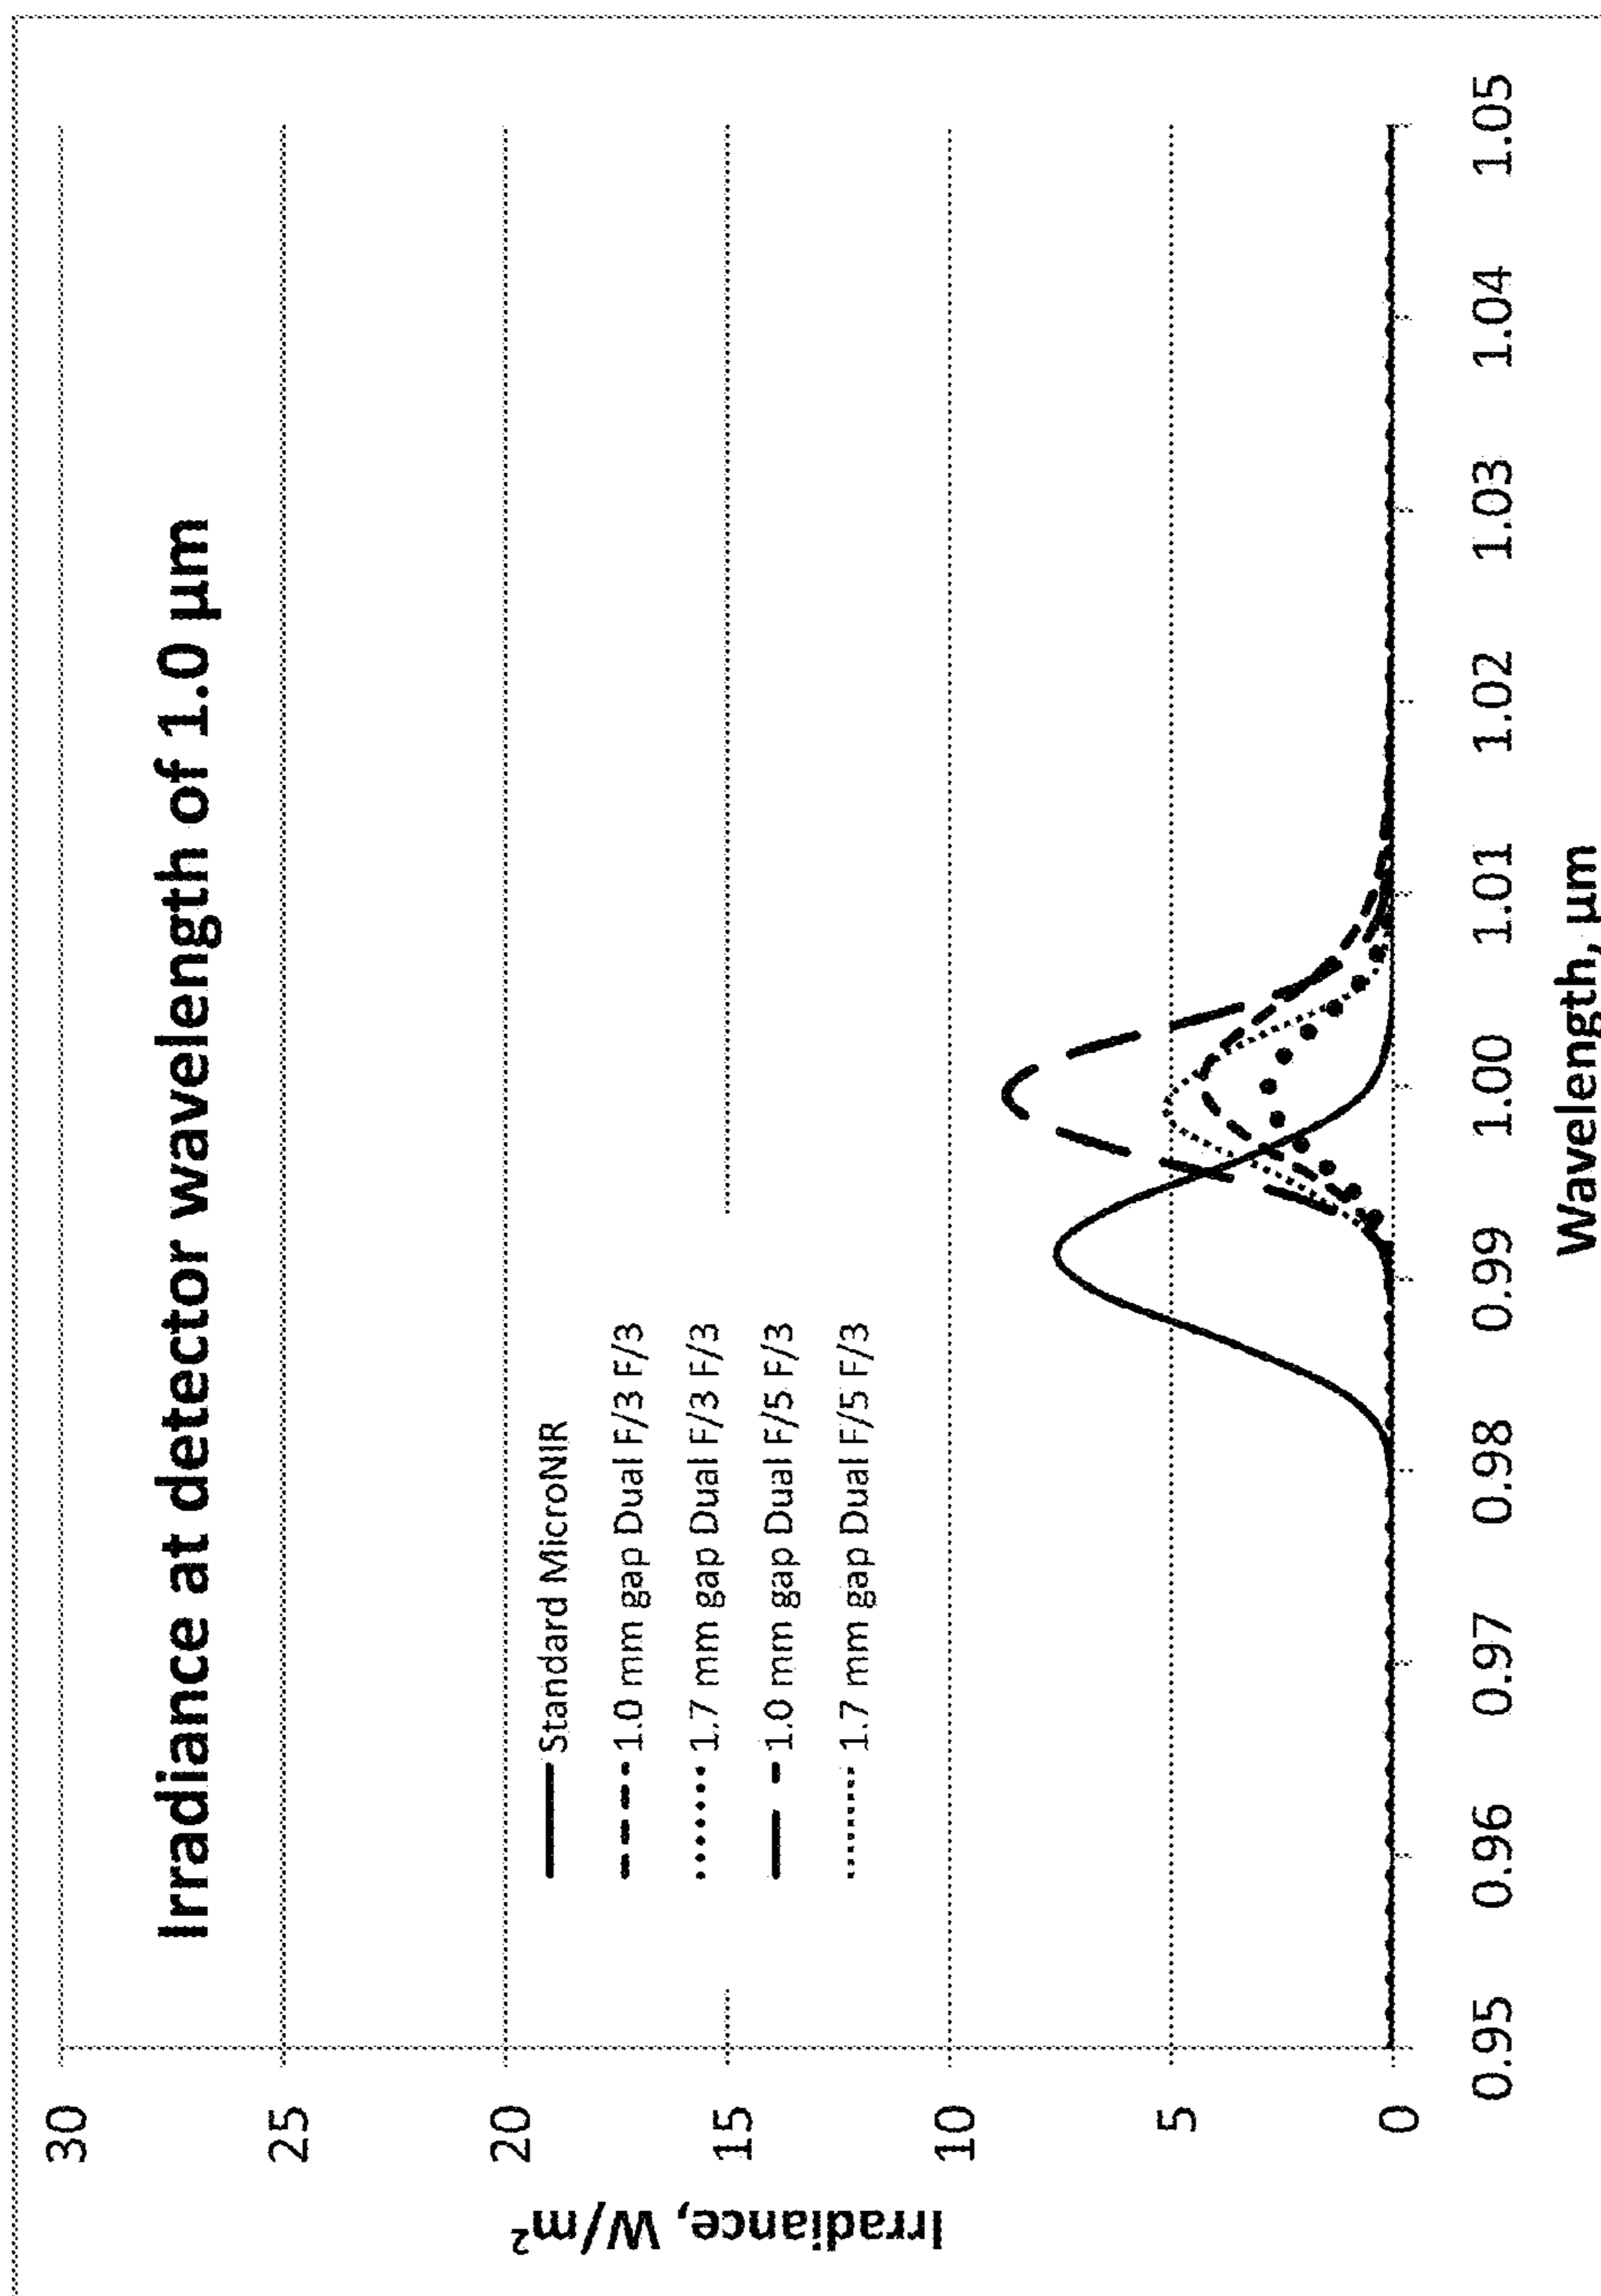 Irradiance at detector wavelength of 1.0 µm
Irradiance, W/m²
30
25
20
15
10
5
0
Standard MicroNIR
1.0 mm gap Dual F/3 F/3
1.7 mm gap Dual F/3 F/3
1.0 mm gap Dual F/5 F/3
1.7 mm gap Dual F/5 F/3
0.95 0.96 0.97 0.98 0.99 1.00 1.01 1.02 1.03 1.04 1.05
Wavelength, µm